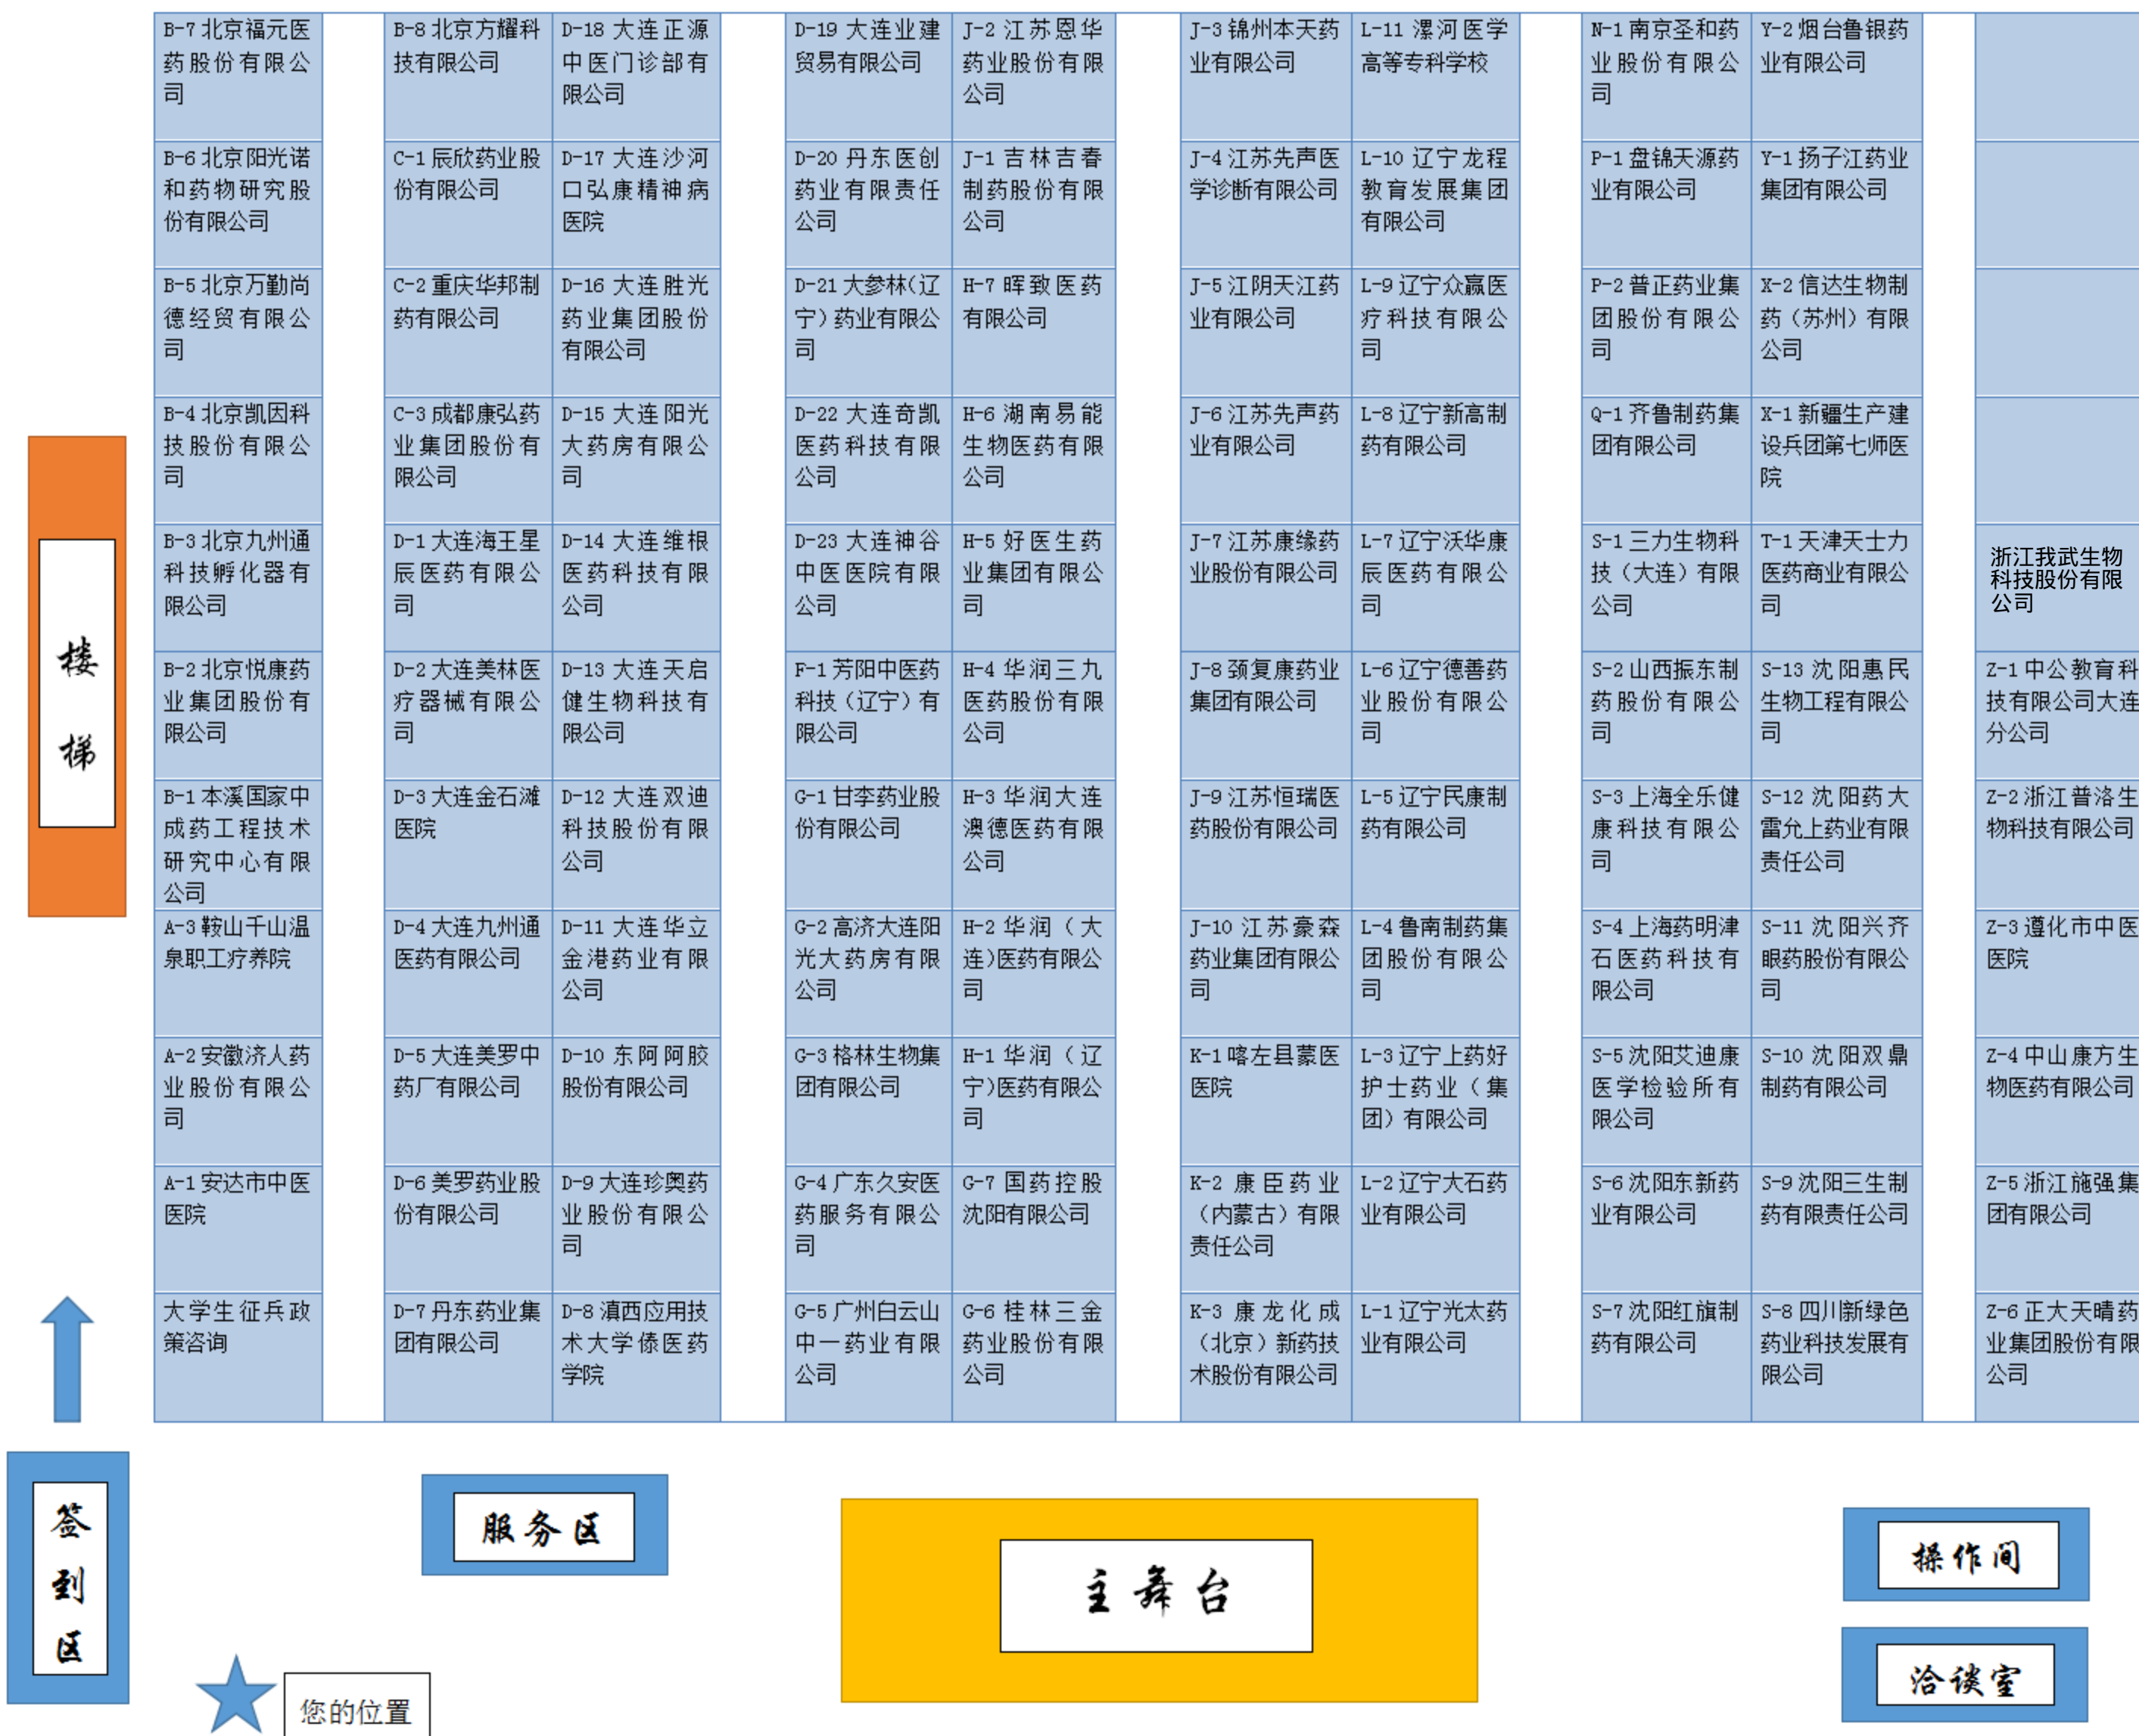 B-7 北京福元医
药股份有限公
司
B-8 北京方耀科
技有限公司
D-18 大连正源
中医门诊部有
限公司
D-19 大连业建
贸易有限公司
J-2 江苏恩华
药业股份有限
公司
J-3 锦州本天药
业有限公司
L-11 漯河医学
高等专科学校
N-1 南京圣和药
业股份有限公
司
Y-2 烟台鲁银药
业有限公司
B-6 北京阳光诺
和药物研究股
份有限公司
C-1 辰欣药业股
份有限公司
D-17 大连沙河
口弘康精神病
医院
D-20 丹东医创
药业有限责任
公司
J-1 吉林吉春
制药股份有限
公司
J-4 江苏先声医
学诊断有限公司
L-10 辽宁龙程
教育发展集团
有限公司
P-1 盘锦天源药
业有限公司
Y-1 扬子江药业
集团有限公司
B-5 北京万勤尚
德经贸有限公
司
C-2 重庆华邦制
药有限公司
D-16 大连胜光
药业集团股份
有限公司
D-21 大参林（辽
宁）药业有限公
司
H-7 晖致医药
有限公司
J-5 江阴天江药
业有限公司
L-9 辽宁众赢医
疗科技有限公
司
P-2 普正药业集
团股份有限公
司
X-2 信达生物制
药（苏州）有限
公司
B-4 北京凯因科
技股份有限公
司
C-3 成都康弘药
业集团股份有
限公司
D-15 大连阳光
大药房有限公
司
D-22 大连奇凯
医药科技有限
公司
H-6 湖南易能
生物医药有限
公司
J-6 江苏先声药
业有限公司
L-8 辽宁新高制
药有限公司
Q-1 齐鲁制药集
团有限公司
X-1 新疆生产建
设兵团第七师医
院
B-3 北京九州通
科技孵化器有
限公司
D-1 大连海王星
辰医药有限公
司
D-14 大连维根
医药科技有限
公司
D-23 大连神谷
中医医院有限
公司
H-5 好医生药
业集团有限公
司
J-7 江苏康缘药
业股份有限公司
L-7 辽宁沃华康
辰医药有限公
司
S-1 三力生物科
技（大连）有限
公司
T-1 天津天士力
医药商业有限公
司
浙江我武生物
科技股份有限
公司
B-2 北京悦康药
业集团股份有
限公司
D-2 大连美林医
疗器械有限公
司
D-13 大连天启
健生物科技有
限公司
F-1 芳阳中医药
科技（辽宁）有
限公司
H-4 华润三九
医药股份有限
公司
J-8 颈复康药业
集团有限公司
L-6 辽宁德善药
业股份有限公
司
S-2 山西振东制
药股份有限公
司
S-13 沈阳惠民
生物工程有限公
司
Z-1 中公教育科
技有限公司大连
分公司
B-1 本溪国家中
成药工程技术
研究中心有限
公司
D-3 大连金石滩
医院
D-12 大连双迪
科技股份有限
公司
G-1 甘李药业股
份有限公司
H-3 华润大连
澳德医药有限
公司
J-9 江苏恒瑞医
药股份有限公司
L-5 辽宁民康制
药有限公司
S-3 上海全乐健
康科技有限公
司
S-12 沈阳药大
雷允上药业有限
责任公司
Z-2 浙江普洛生
物科技有限公司
A-3 鞍山千山温
泉职工疗养院
D-4 大连九州通
医药有限公司
D-11 大连华立
金港药业有限
公司
G-2 高济大连阳
光大药房有限
公司
H-2 华润（大
连）医药有限公
司
J-10 江苏豪森
药业集团有限公
司
L-4 鲁南制药集
团股份有限公
司
S-4 上海药明津
石医药科技有
限公司
S-11 沈阳兴齐
眼药股份有限公
司
Z-3 遵化市中医
医院
A-2 安徽济人药
业股份有限公
司
D-5 大连美罗中
药厂有限公司
D-10 东阿阿胶
股份有限公司
G-3 格林生物集
团有限公司
H-1 华润（辽
宁）医药有限公
司
K-1 喀左县蒙医
医院
L-3 辽宁上药好
护士药业（集
团）有限公司
S-5 沈阳艾迪康
医学检验所有
限公司
S-10 沈阳双鼎
制药有限公司
Z-4 中山康方生
物医药有限公司
A-1 安达市中医
医院
D-6 美罗药业股
份有限公司
D-9 大连珍奥药
业股份有限公
司
G-4 广东久安医
药服务有限公
司
G-7 国药控股
沈阳有限公司
K-2 康臣药业
（内蒙古）有限
责任公司
L-2 辽宁大石药
业有限公司
S-6 沈阳东新药
业有限公司
S-9 沈阳三生制
药有限责任公司
Z-5 浙江施强集
团有限公司
大学生征兵政
策咨询
D-7 丹东药业集
团有限公司
D-8 滇西应用技
术大学傣医药
学院
G-5 广州白云山
中一药业有限
公司
G-6 桂林三金
药业股份有限
公司
K-3 康龙化成
（北京）新药技
术股份有限公司
L-1 辽宁光太药
业有限公司
S-7 沈阳红旗制
药有限公司
S-8 四川新绿色
药业科技发展有
限公司
Z-6 正大天晴药
业集团股份有限
公司
楼
梯
签
到
区
服务区
主舞台
操作间
洽谈室
您的位置